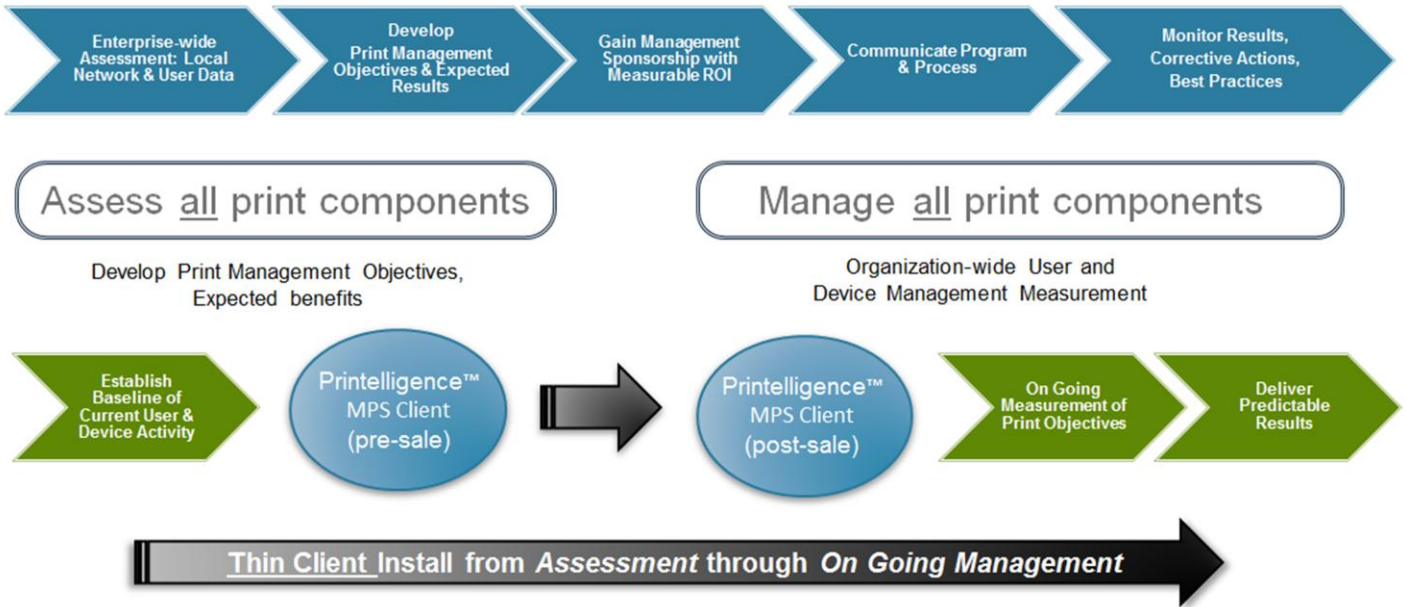 Enterprise-wide
Assessment: Local
Network & User Data
Develop
Print Management
Objectives & Expected
Results
Gain Management
Sponsorship with
Measurable ROI
Communicate Program
& Process
Monitor Results,
Corrective Actions,
Best Practices
Assess all print components
Manage all print components
Develop Print Management Objectives,
Expected benefits
Organization-wide User and
Device Management Measurement
Establish
Baseline of
Current User &
Device Activity
Printelligence™
MPS Client
(pre-sale)
Printelligence™
MPS Client
(post-sale)
On Going
Measurement of
Print Objectives
Deliver
Predictable
Results
Thin Client Install from Assessment through On Going Management